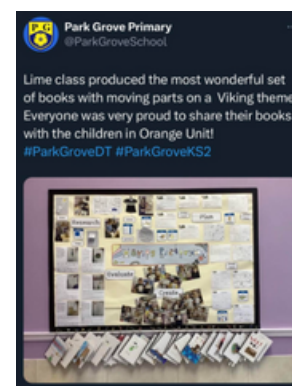 P G
Park Grove Primary
@ParkGroveSchool
Lime class produced the most wonderful set
of books with moving parts on a Viking theme
Everyone was very proud to share their books
with the children in Orange Unit!
#ParkGroveDT #ParkGroveKS2
Research
Plan
Evaluate
Create